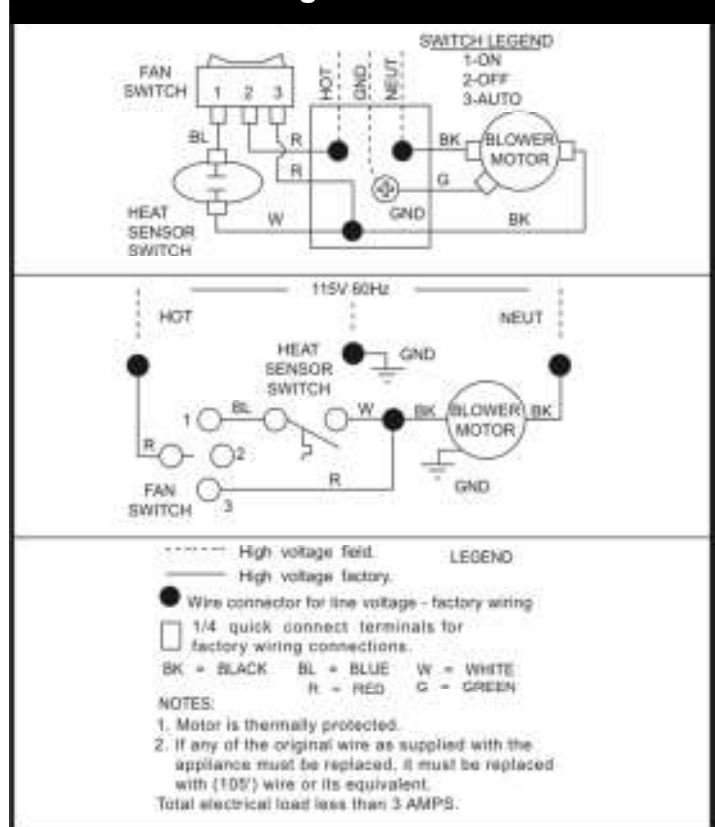 SWITCH LEGEND
1-ON
2-OFF
3-AUTO
FAN
SWITCH
1 2 3
HOT
GND
NEUT
BL
R
R
BK
BLOWER
MOTOR
G
GND
BK
W
HEAT
SENSOR
SWITCH
115V 60Hz
HOT
NEUT
HEAT
SENSOR
SWITCH
GND
1
BL
W
BK
BLOWER
MOTOR
BK
R
2
FAN
SWITCH
3
R
GND
High voltage field.
LEGEND
High voltage factory.
Wire connector for line voltage - factory wiring
1/4 quick connect terminals for
factory wiring connections.
BK = BLACK BL = BLUE W = WHITE
R = RED G = GREEN
NOTES:
1. Motor is thermally protected.
2. If any of the original wire as supplied with the
appliance must be replaced, it must be replaced
with (105°) wire or its equivalent.
Total electrical load less than 3 AMPS.